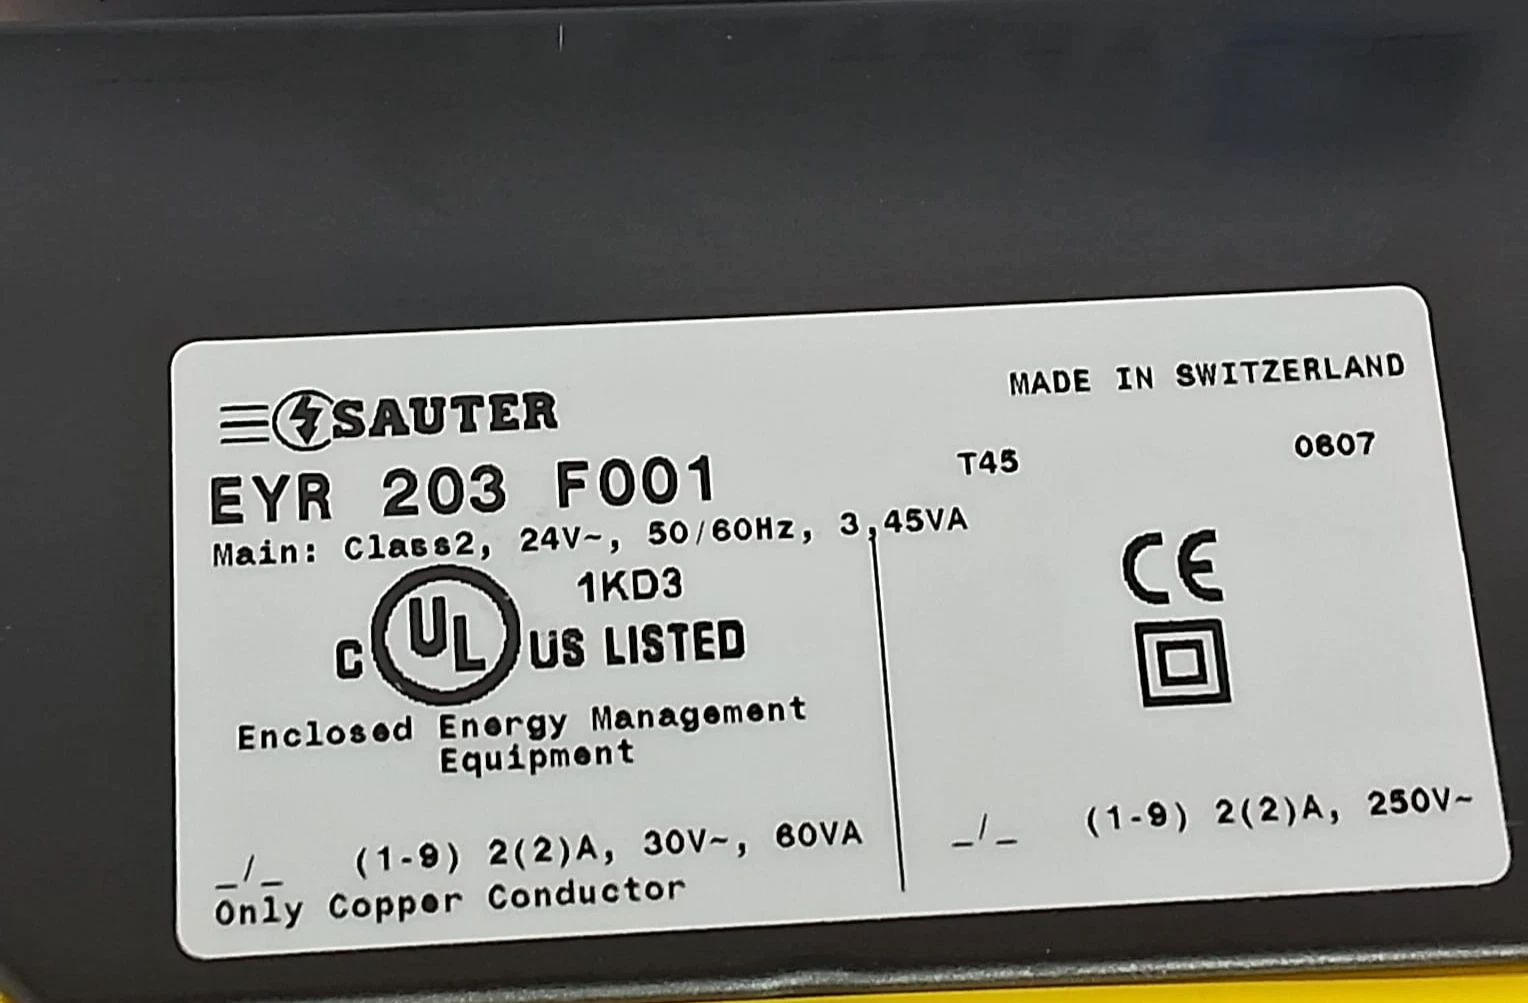 SAUTER
MADE IN SWITZERLAND
EYR 203 F001
T45
0607
Main: Class2, 24V~, 50/60Hz, 3,45VA
1KD3
C UL US LISTED
CE
Enclosed Energy Management
Equipment
_/_ (1-9) 2(2)A, 30V~, 60VA
_/_ (1-9) 2(2)A, 250V~
Only Copper Conductor